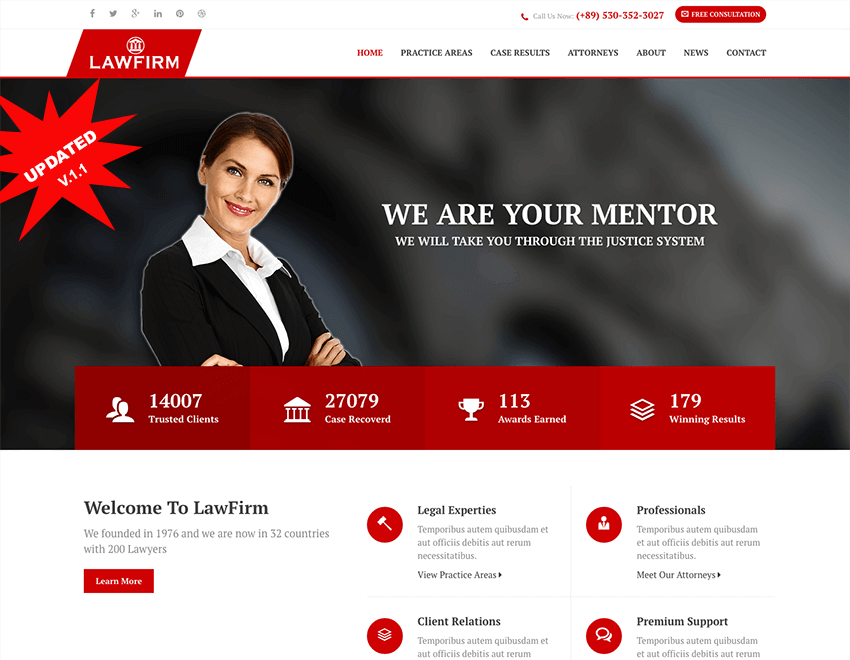 Call Us Now: (+89) 530-352-3027
FREE CONSULTATION
LAWFIRM
HOME PRACTICE AREAS CASE RESULTS ATTORNEYS ABOUT NEWS CONTACT
UPDATED
V.1.1
WE ARE YOUR MENTOR
WE WILL TAKE YOU THROUGH THE JUSTICE SYSTEM
14007
Trusted Clients
27079
Case Recoverd
113
Awards Earned
179
Winning Results
Welcome To LawFirm
We founded in 1976 and we are now in 32 countries
with 200 Lawyers
Learn More
Legal Experties
Temporibus autem quibusdam et
aut officiis debitis aut rerum
necessitatibus.
View Practice Areas
Professionals
Temporibus autem quibusdam
et aut officiis debitis aut rerum
necessitatibus.
Meet Our Attorneys
Client Relations
Temporibus autem quibusdam et
aut officiis debitis aut rerum
Premium Support
Temporibus autem quibusdam
et aut officiis debitis aut rerum